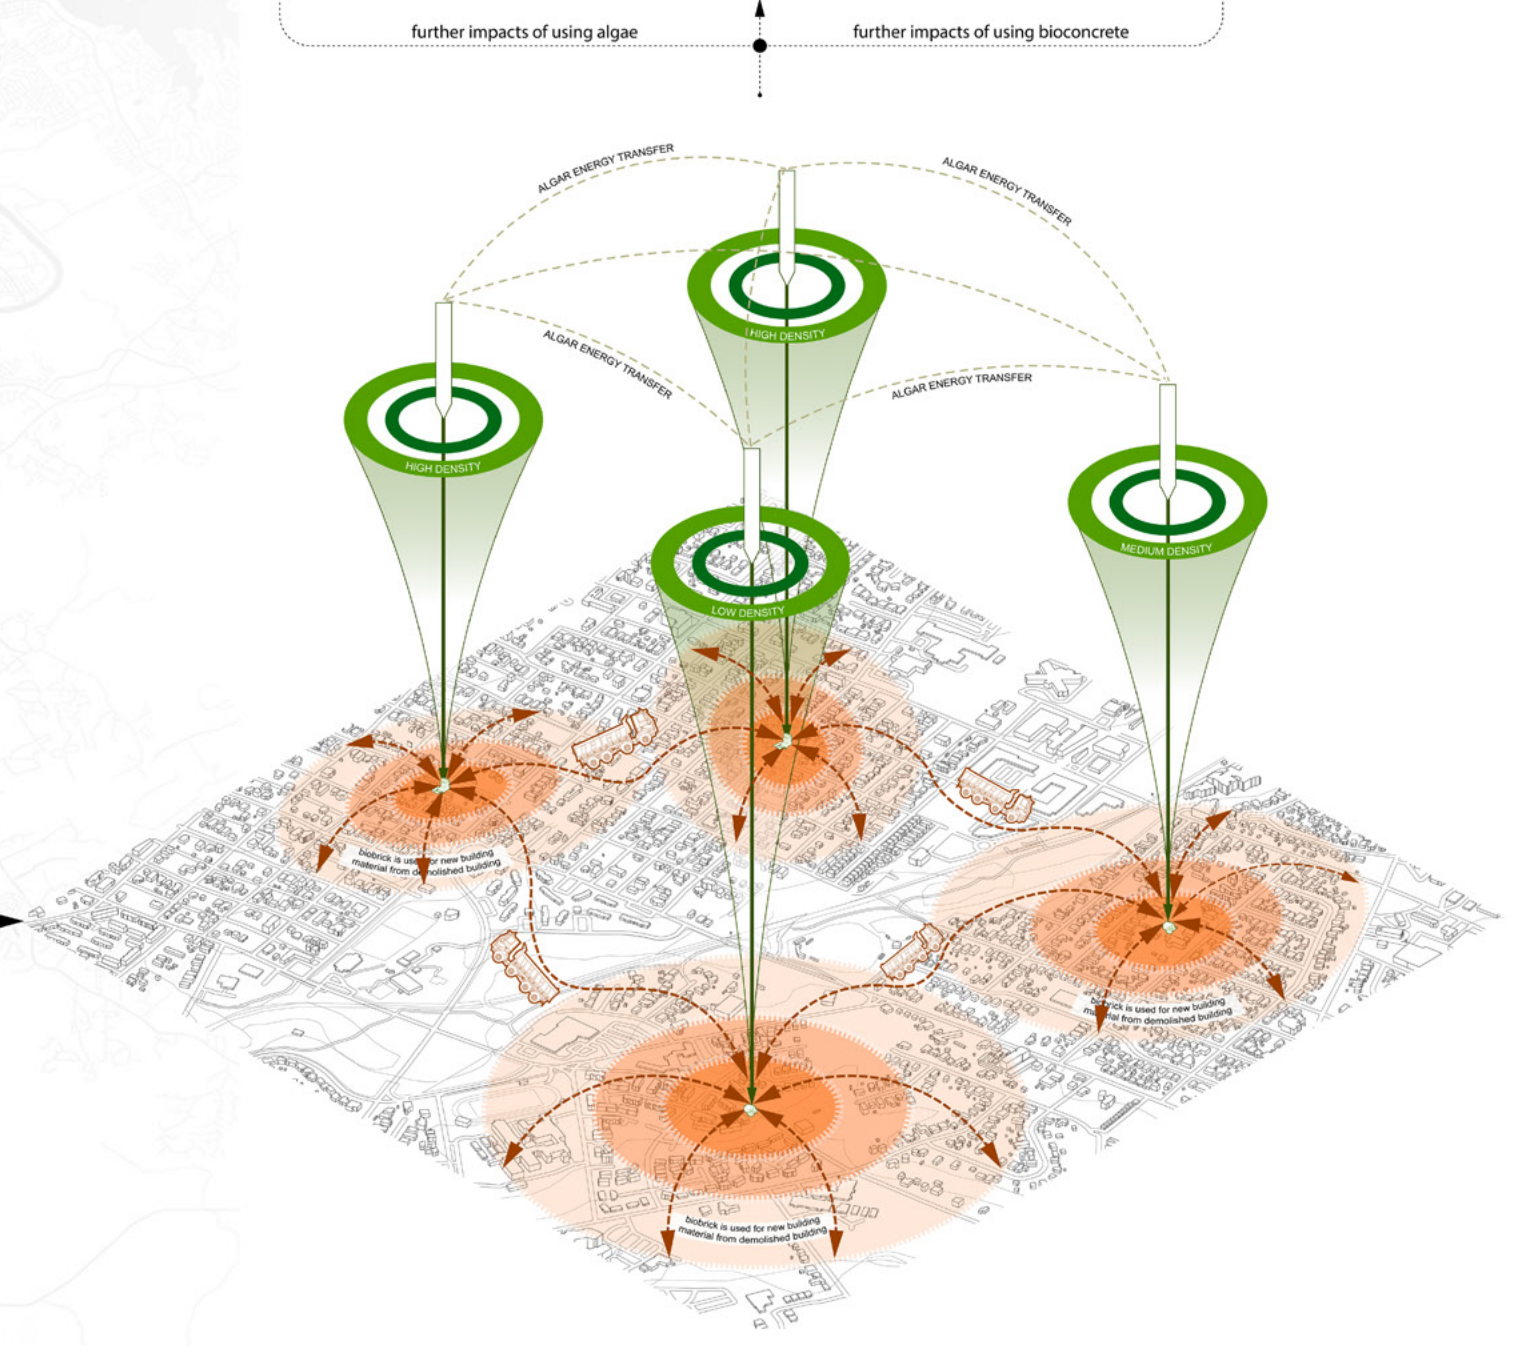 further impacts of using algae
further impacts of using bioconcrete
ALGAR ENERGY TRANSFER
ALGAR ENERGY TRANSFER
HIGH DENSITY
ALGAR ENERGY TRANSFER
ALGAR ENERGY TRANSFER
HIGH DENSITY
MEDIUM DENSITY
LOW DENSITY
biobrick is used for new building
material from demolished building
biobrick is used for new building
material from demolished building
biobrick is used for new building
material from demolished building